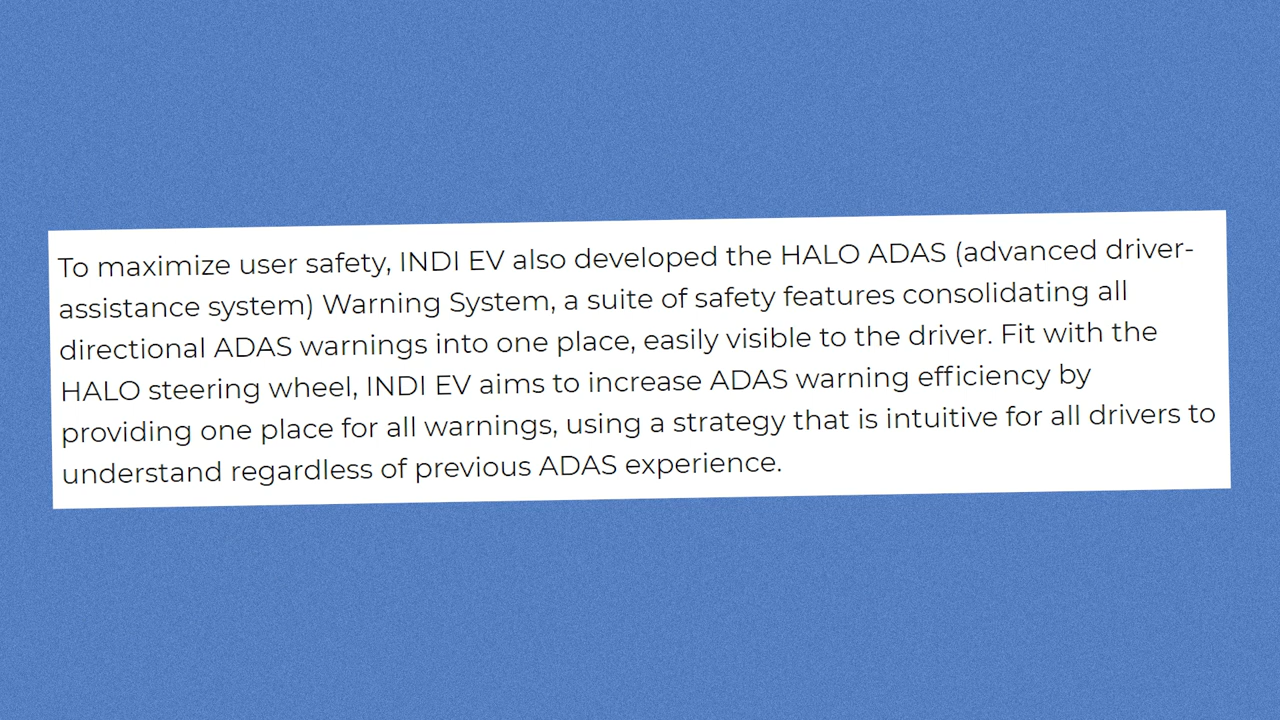 To maximize user safety, INDI EV also developed the HALO ADAS (advanced driver-
assistance system) Warning System, a suite of safety features consolidating all
directional ADAS warnings into one place, easily visible to the driver. Fit with the
HALO steering wheel, INDI EV aims to increase ADAS warning efficiency by
providing one place for all warnings, using a strategy that is intuitive for all drivers to
understand regardless of previous ADAS experience.